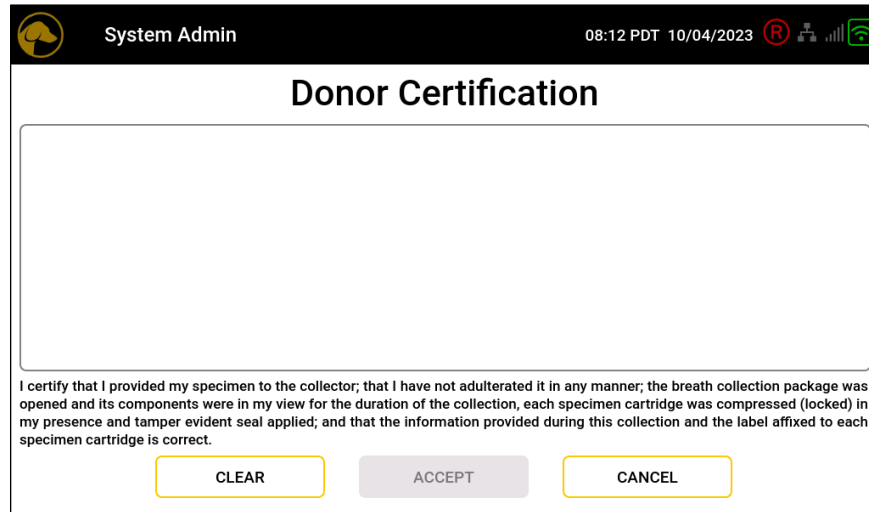 System Admin
08:12 PDT 10/04/2023 R
Donor Certification
I certify that I provided my specimen to the collector; that I have not adulterated it in any manner; the breath collection package was
opened and its components were in my view for the duration of the collection, each specimen cartridge was compressed (locked) in
my presence and tamper evident seal applied; and that the information provided during this collection and the label affixed to each
specimen cartridge is correct.
CLEAR
ACCEPT
CANCEL